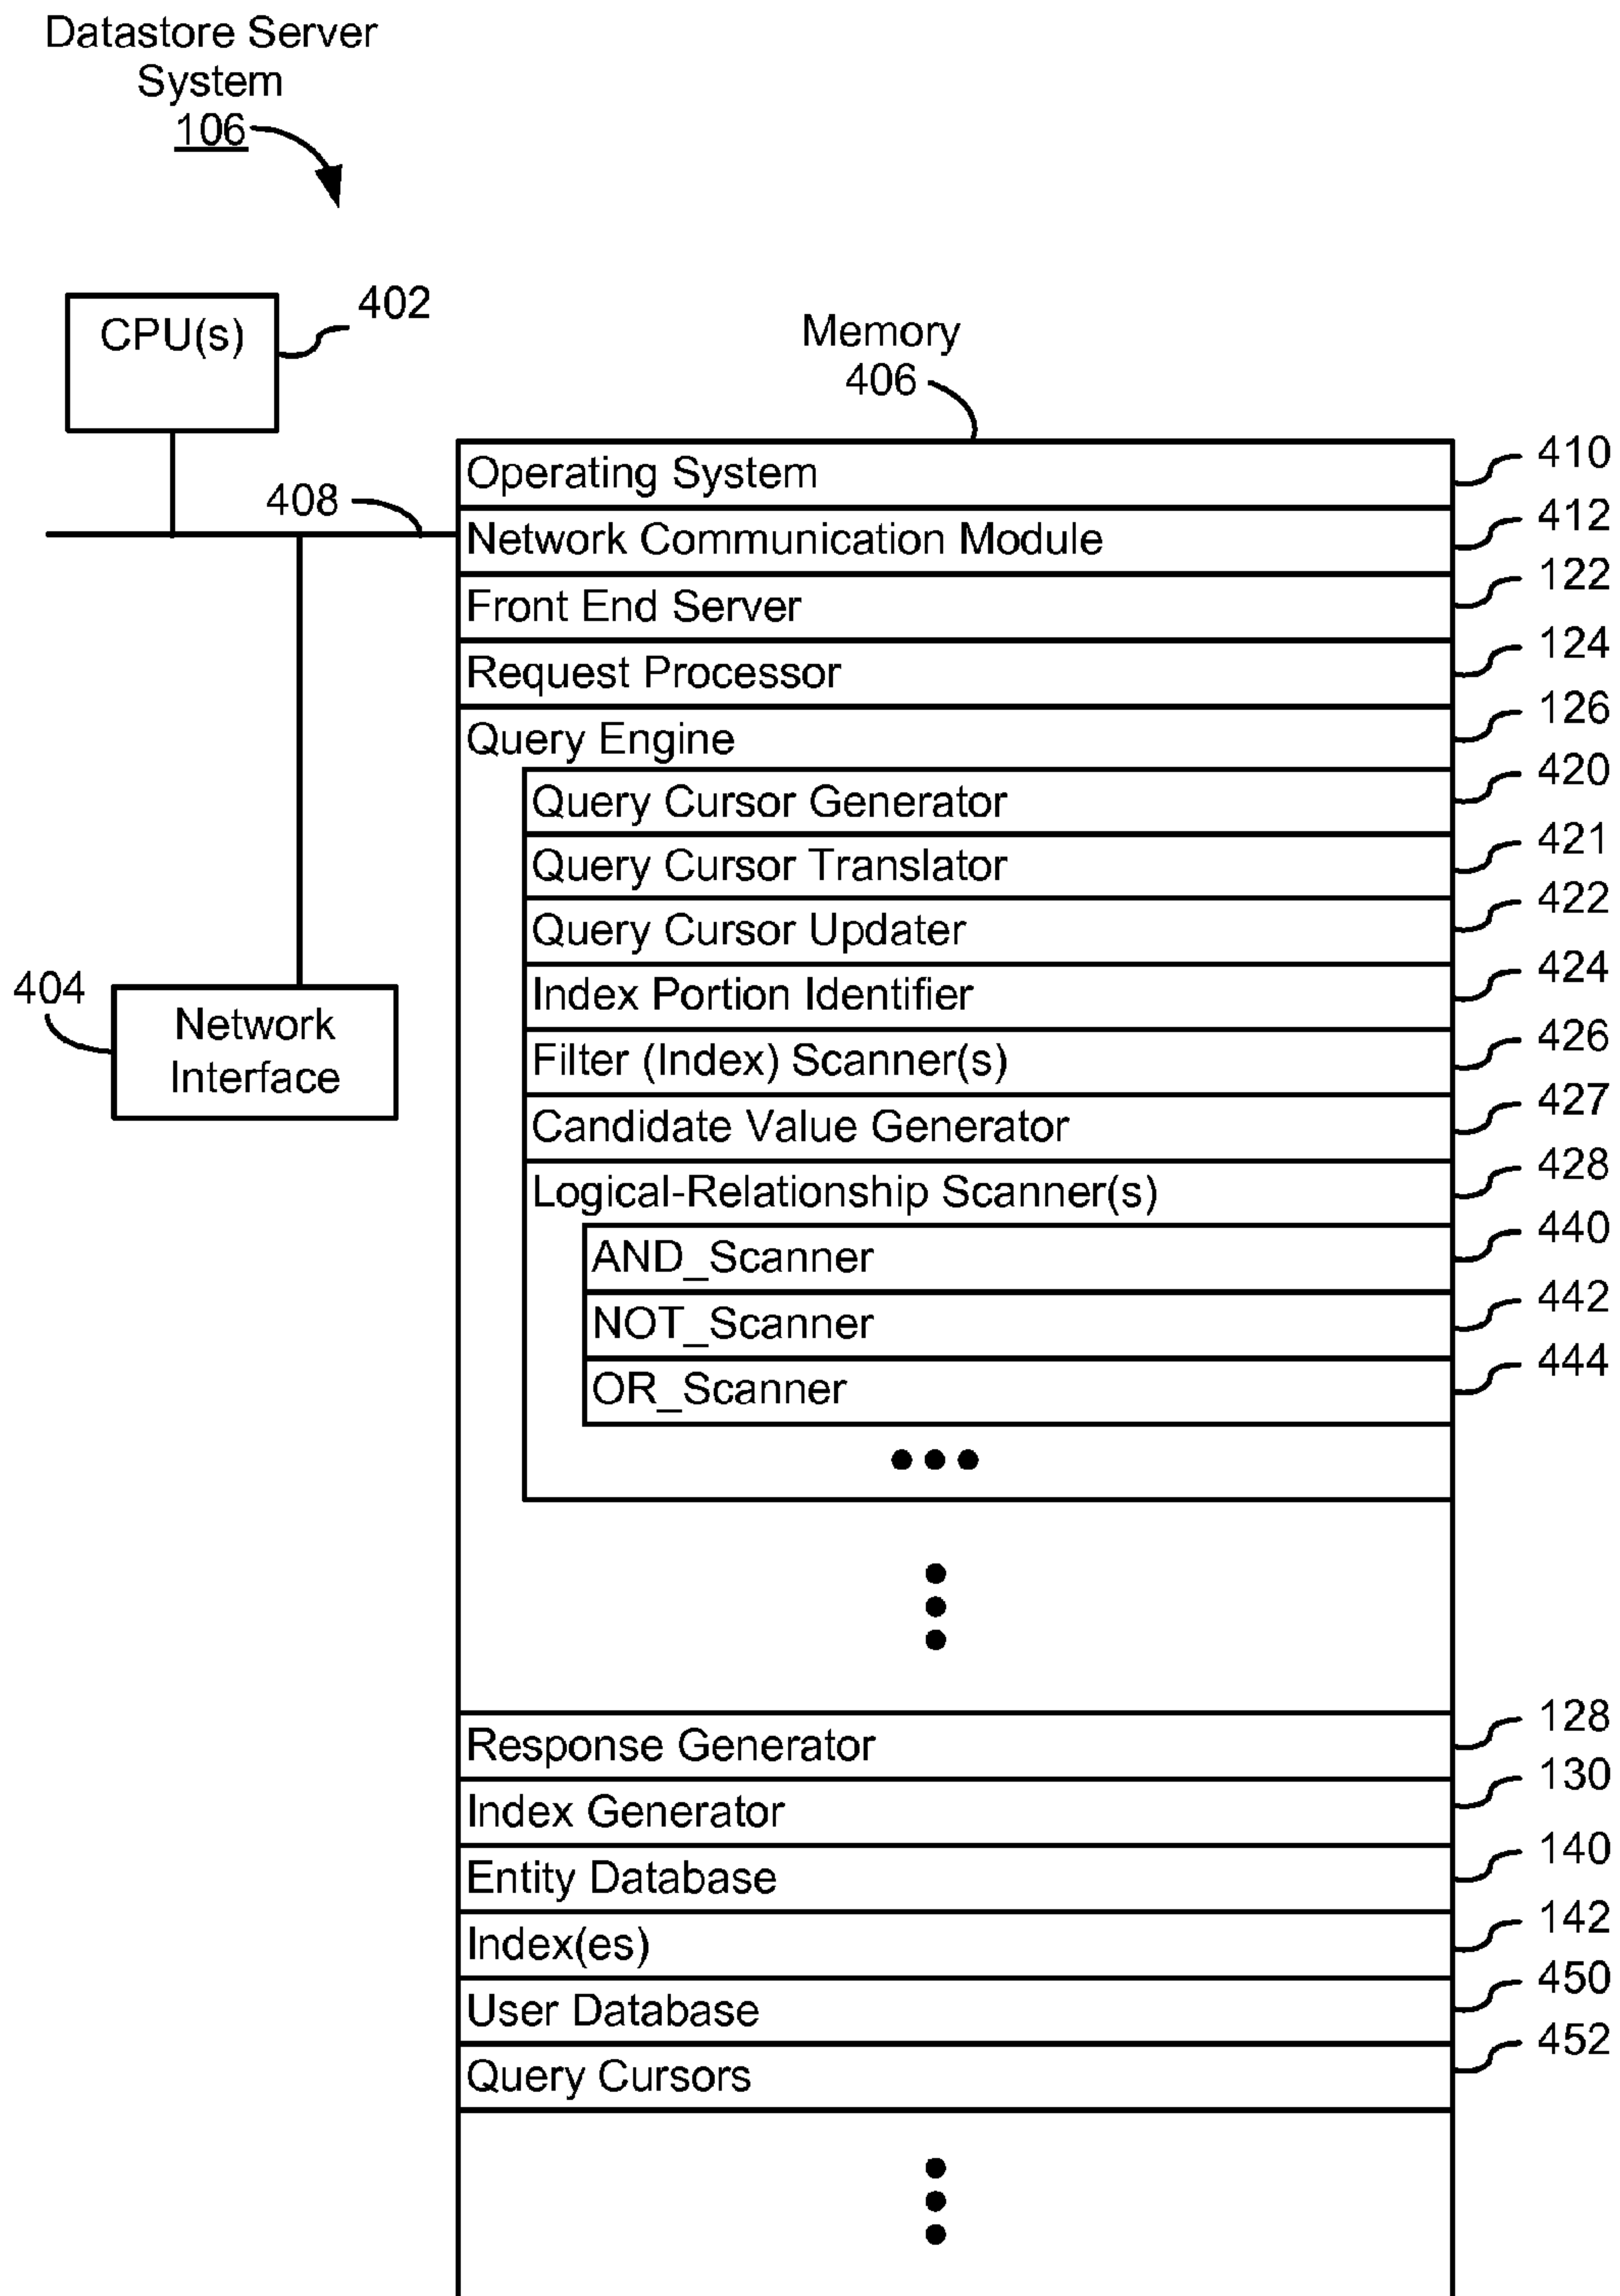 Datastore Server
System
106
CPU(s)
402
Memory
406
408
404
Network
Interface
Operating System
410
Network Communication Module
412
Front End Server
122
Request Processor
124
Query Engine
126
Query Cursor Generator
420
Query Cursor Translator
421
Query Cursor Updater
422
Index Portion Identifier
424
Filter (Index) Scanner(s)
426
Candidate Value Generator
427
Logical-Relationship Scanner(s)
428
AND_Scanner
440
NOT_Scanner
442
OR_Scanner
444
Response Generator
128
Index Generator
130
Entity Database
140
Index(es)
142
User Database
450
Query Cursors
452